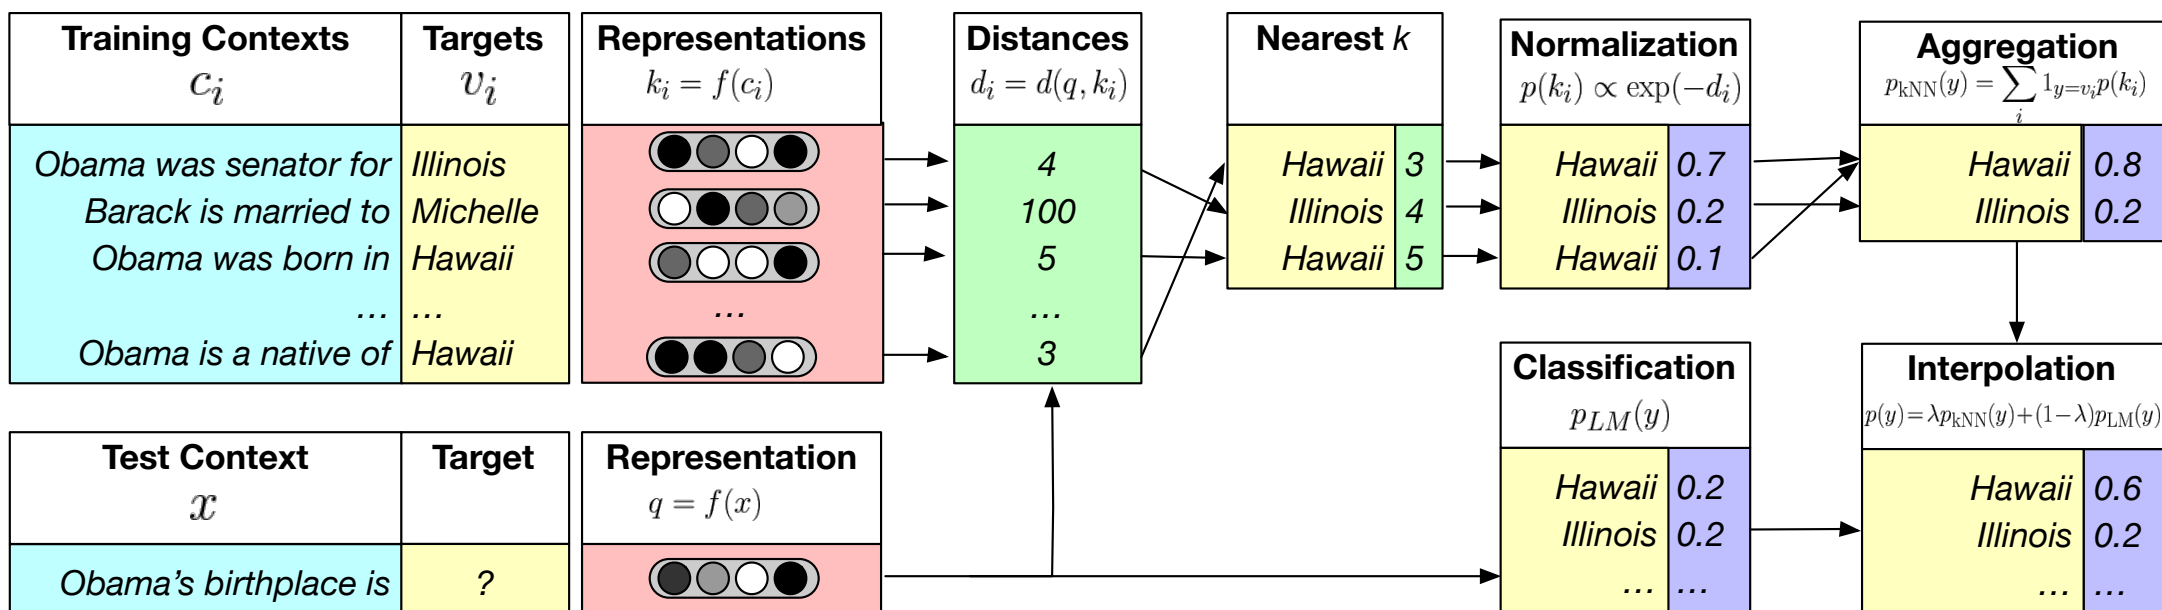 Training Contexts Targets
c_i v_i
Obama was senator for Illinois
Barack is married to Michelle
Obama was born in Hawaii
... ...
Obama is a native of Hawaii
Representations
k_i = f(c_i)
...
Distances
d_i = d(q, k_i)
4
100
5
...
3
Nearest k
Hawaii 3
Illinois 4
Hawaii 5
Normalization
p(k_i) ∝ exp(−d_i)
Hawaii 0.7
Illinois 0.2
Hawaii 0.1
Aggregation
p_kNN(y) = ∑_i 1_{y=v_i} p(k_i)
Hawaii 0.8
Illinois 0.2
Test Context Target
x
Obama's birthplace is ?
Representation
q = f(x)
Classification
p_LM(y)
Hawaii 0.2
Illinois 0.2
... ...
Interpolation
p(y) = λp_kNN(y) + (1−λ)p_LM(y)
Hawaii 0.6
Illinois 0.2
... ...